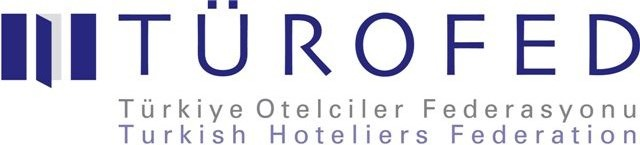 TÜROFED
Türkiye Otelciler Federasyonu
Turkish Hoteliers Federation